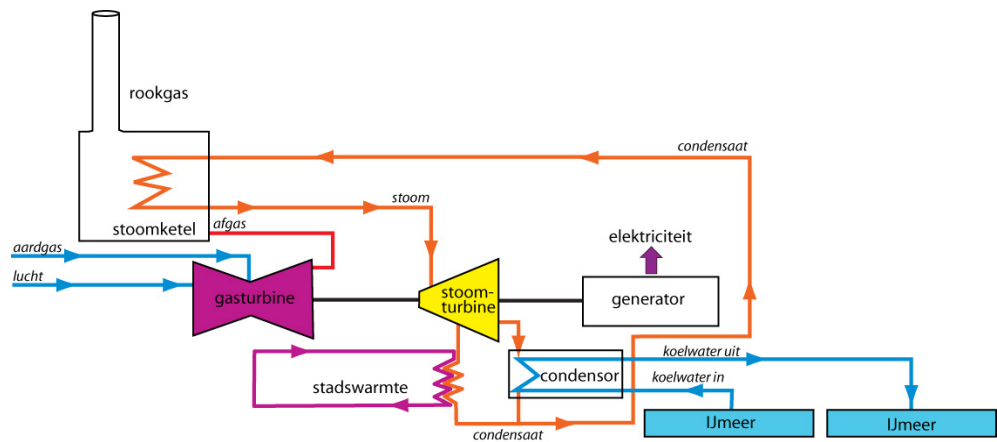 rookgas
condensaat
stoom
stoomketel
afgas
aardgas
lucht
elektriciteit
gasturbine
stoom-
turbine
generator
stadswarmte
condensor
koelwater uit
koelwater in
condensaat
IJmeer
IJmeer